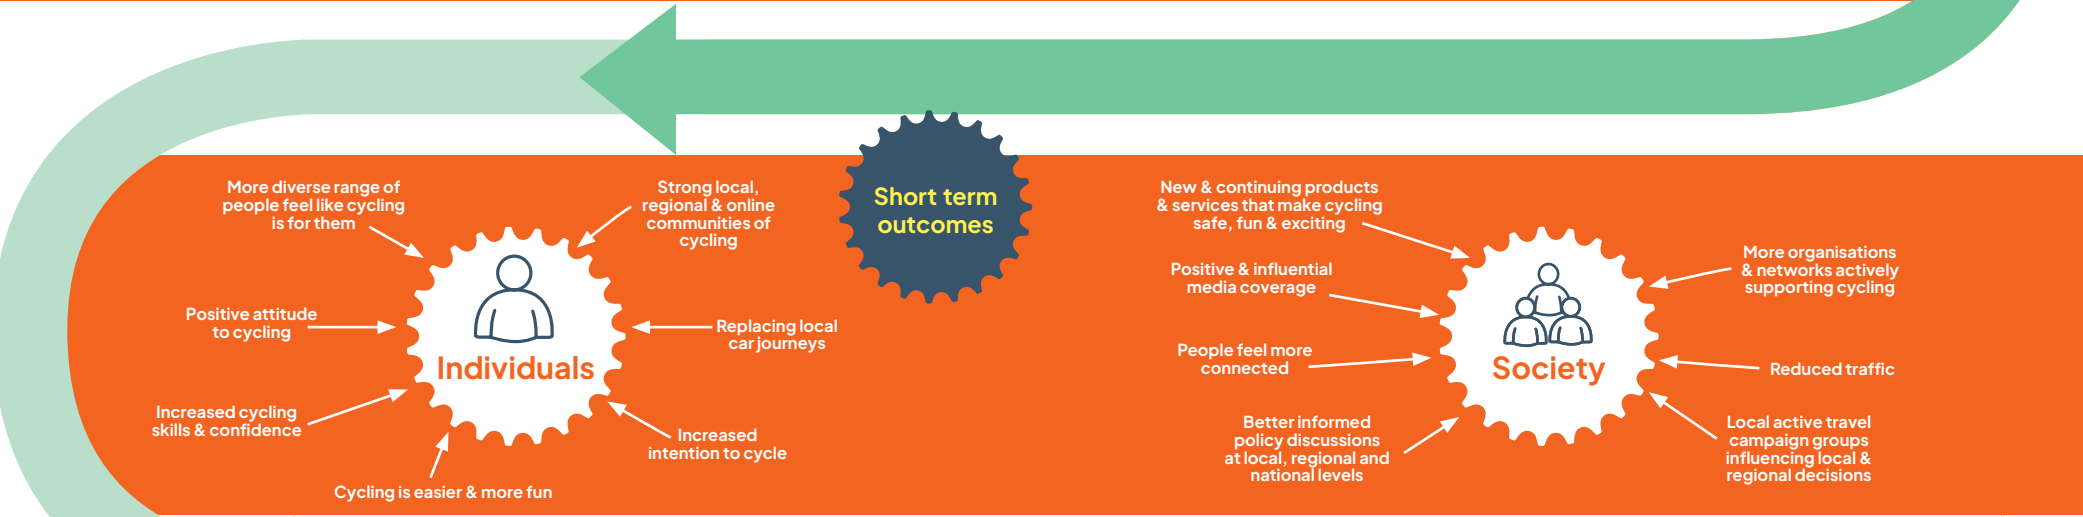 Short term
outcomes
More diverse range of
people feel like cycling
is for them
Strong local,
regional & online
communities of
cycling
Positive attitude
to cycling
Replacing local
car journeys
Individuals
Increased cycling
skills & confidence
Increased
intention to cycle
Cycling is easier & more fun
New & continuing products
& services that make cycling
safe, fun & exciting
More organisations
& networks actively
supporting cycling
Positive & influential
media coverage
People feel more
connected
Society
Reduced traffic
Better informed
policy discussions
at local, regional and
national levels
Local active travel
campaign groups
influencing local &
regional decisions